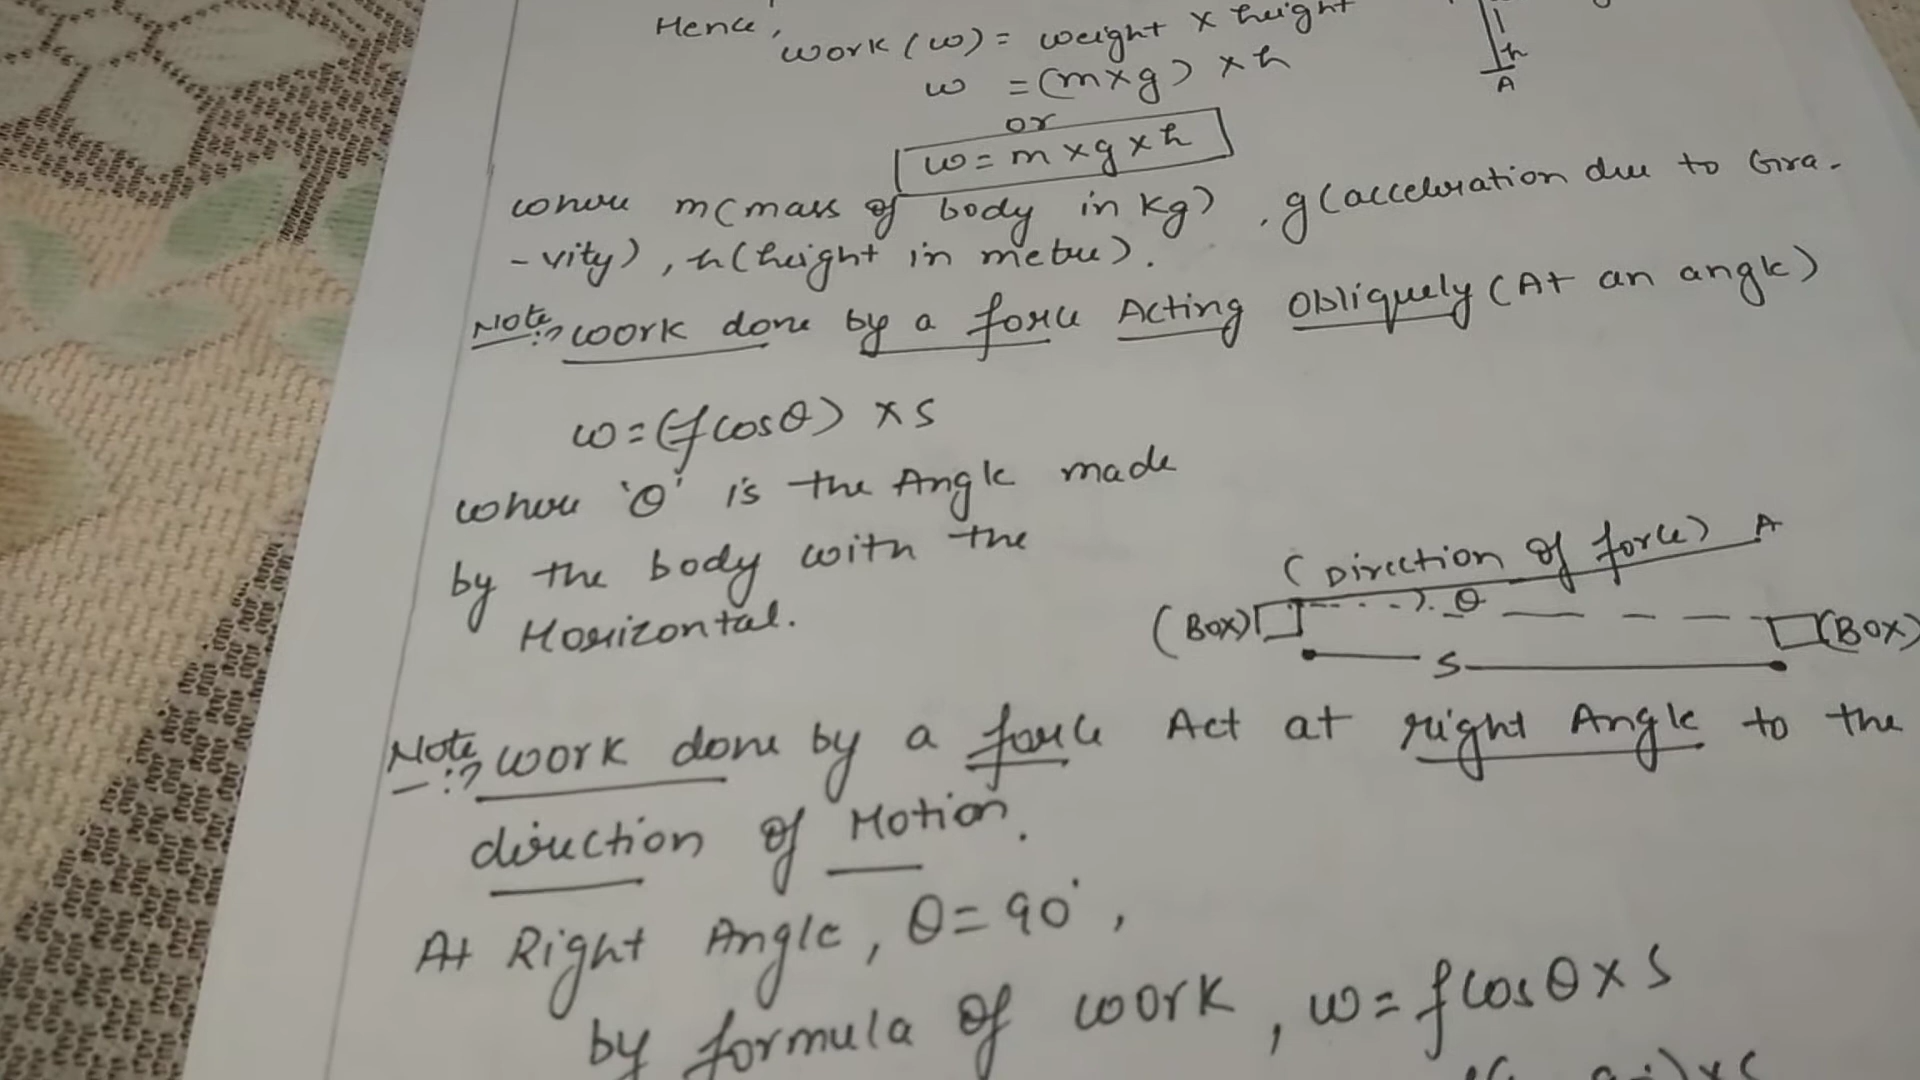 Hence, work (w) = weight × height
w = (m×g) × h
or
w = m × g × h
h
A
where m(mass of body in kg), g(acceleration due to Gra-
-vity), h(height in metre).
Note:→ work done by a force Acting Obliquely (At an angle)
w = (f cosθ) × s
where 'θ' is the Angle made
by the body with the
Horizontal.
(Direction of force) A
(Box) θ (Box)
s
Note:→ work done by a force Act at right Angle to the
direction of Motion.
At Right Angle, θ = 90°,
by formula of work, w = f cos θ × s